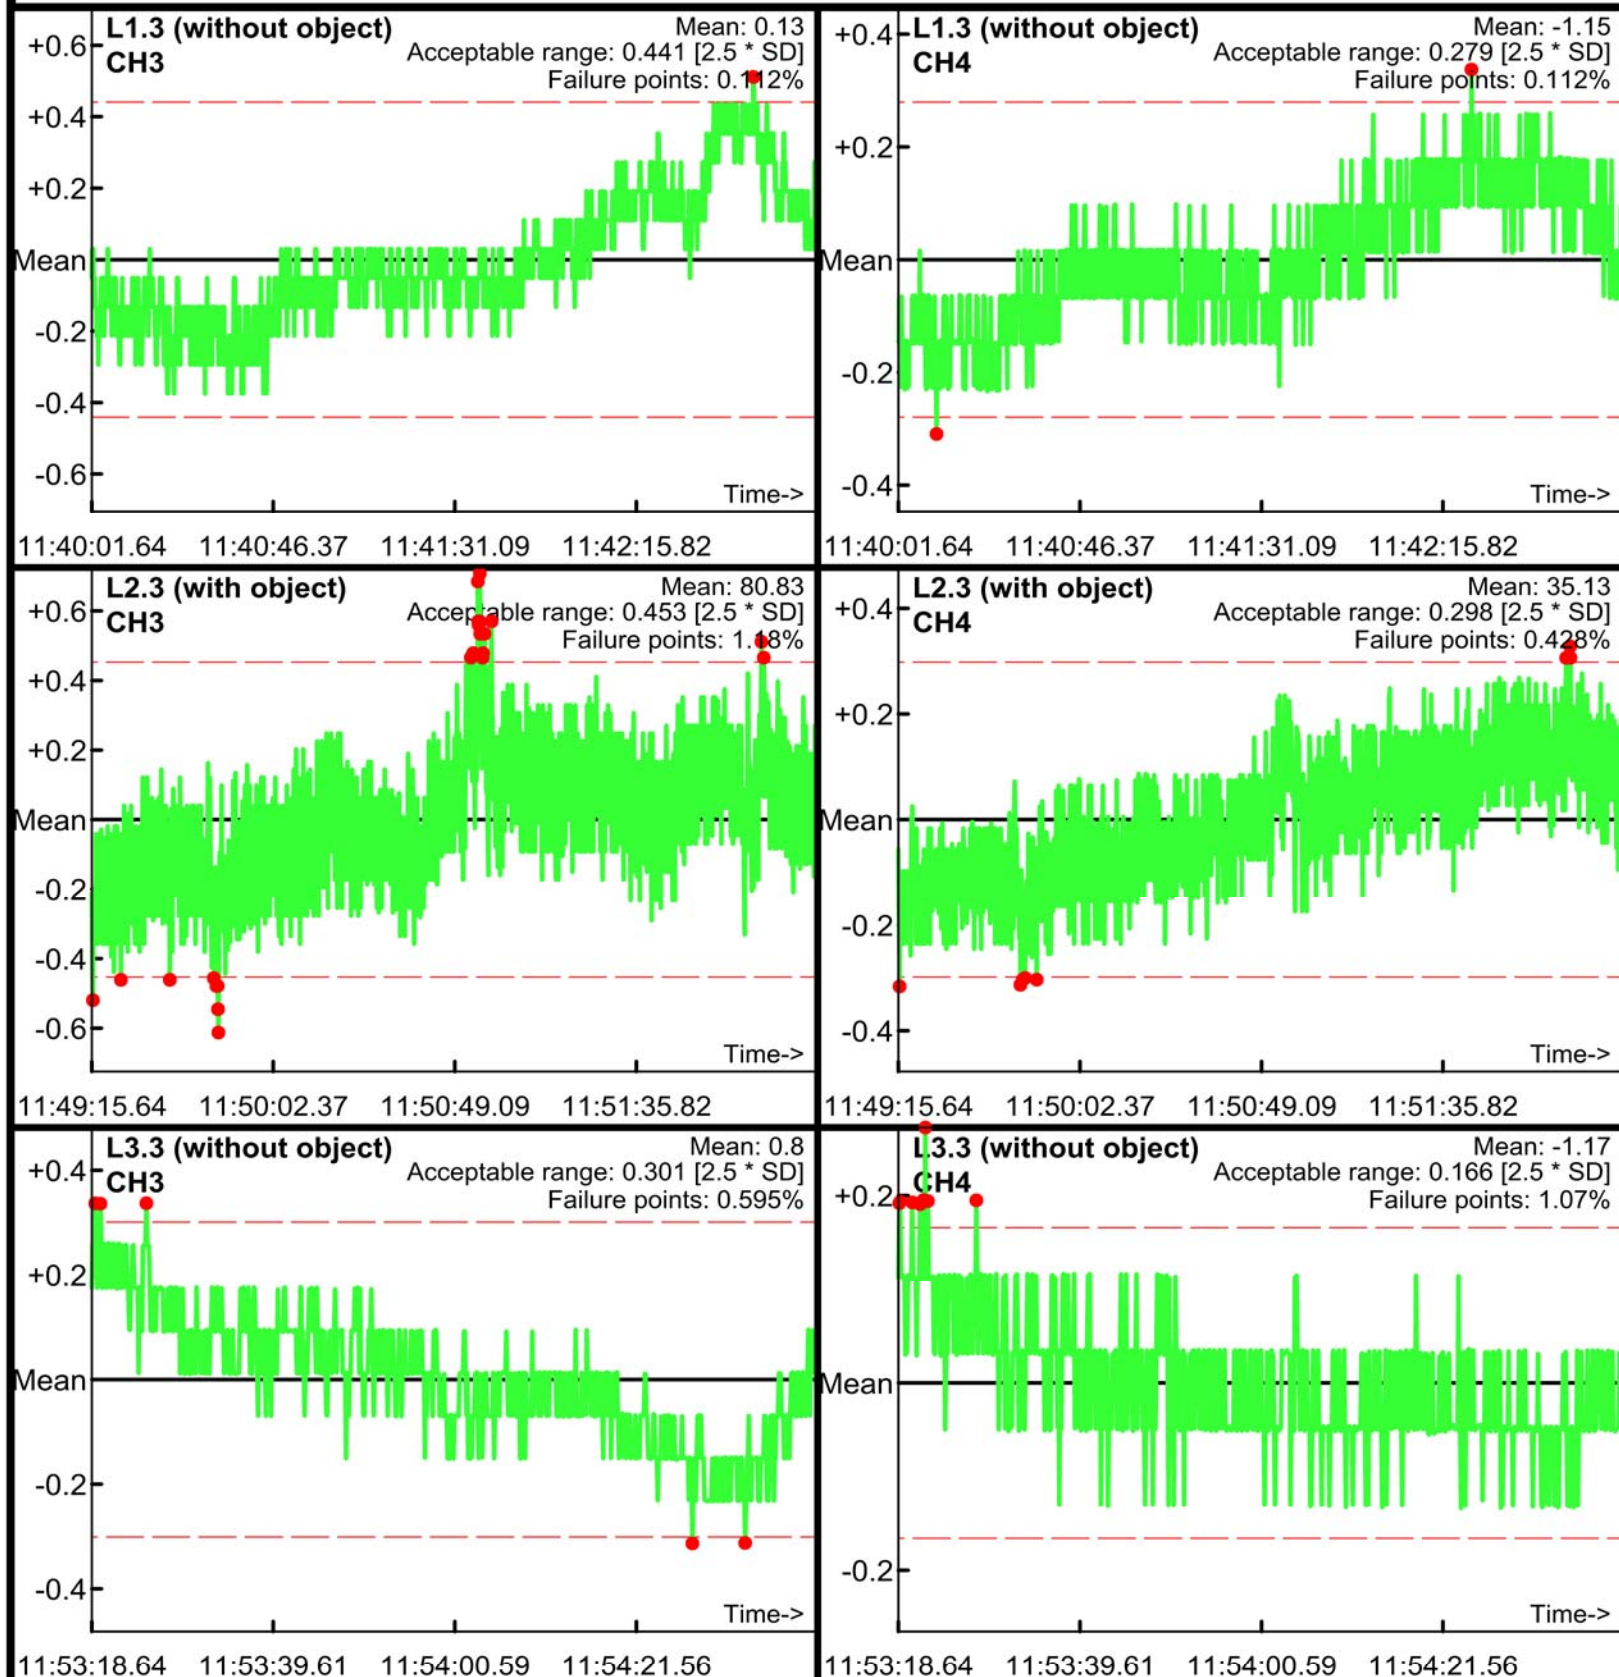 L1.3 (without object)
CH3
Mean: 0.13
Acceptable range: 0.441 [2.5 * SD]
Failure points: 0.112%
+0.6
+0.4
+0.2
Mean
-0.2
-0.4
-0.6
Time->
11:40:01.64 11:40:46.37 11:41:31.09 11:42:15.82
L1.3 (without object)
CH4
Mean: -1.15
Acceptable range: 0.279 [2.5 * SD]
Failure points: 0.112%
+0.4
+0.2
Mean
-0.2
-0.4
Time->
11:40:01.64 11:40:46.37 11:41:31.09 11:42:15.82
L2.3 (with object)
CH3
Mean: 80.83
Acceptable range: 0.453 [2.5 * SD]
Failure points: 1.18%
+0.6
+0.4
+0.2
Mean
-0.2
-0.4
-0.6
Time->
11:49:15.64 11:50:02.37 11:50:49.09 11:51:35.82
L2.3 (with object)
CH4
Mean: 35.13
Acceptable range: 0.298 [2.5 * SD]
Failure points: 0.428%
+0.4
+0.2
Mean
-0.2
-0.4
Time->
11:49:15.64 11:50:02.37 11:50:49.09 11:51:35.82
L3.3 (without object)
CH3
Mean: 0.8
Acceptable range: 0.301 [2.5 * SD]
Failure points: 0.595%
+0.4
+0.2
Mean
-0.2
-0.4
Time->
11:53:18.64 11:53:39.61 11:54:00.59 11:54:21.56
L3.3 (without object)
CH4
Mean: -1.17
Acceptable range: 0.166 [2.5 * SD]
Failure points: 1.07%
+0.2
Mean
-0.2
Time->
11:53:18.64 11:53:39.61 11:54:00.59 11:54:21.56